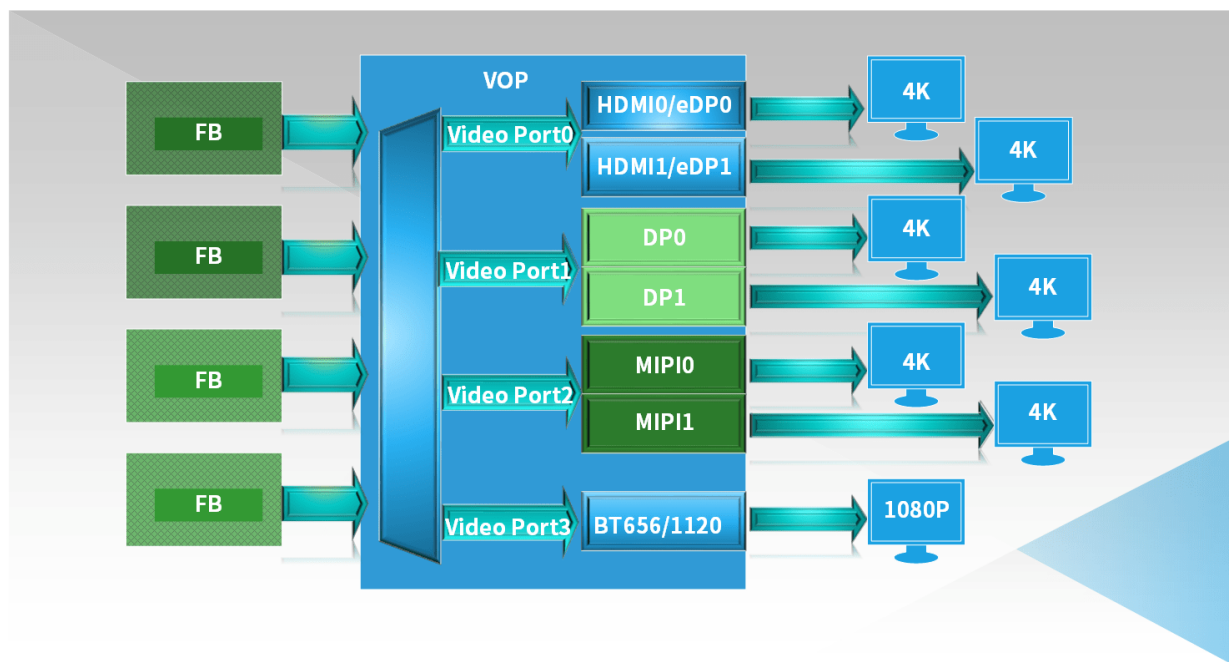 VOP
FB
FB
FB
FB
Video Port0
Video Port1
Video Port2
Video Port3
HDMI0/eDP0
HDMI1/eDP1
DP0
DP1
MIPI0
MIPI1
BT656/1120
4K
4K
4K
4K
4K
4K
1080P